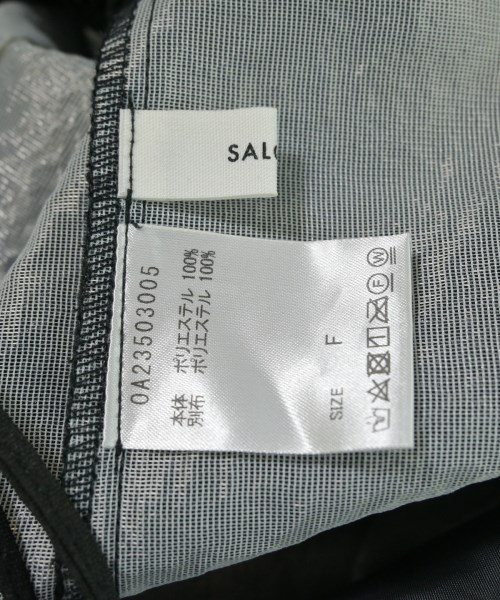 SALO
0A23503005
本体 ポリエステル 100%
別布 ポリエステル 100%
SIZE F